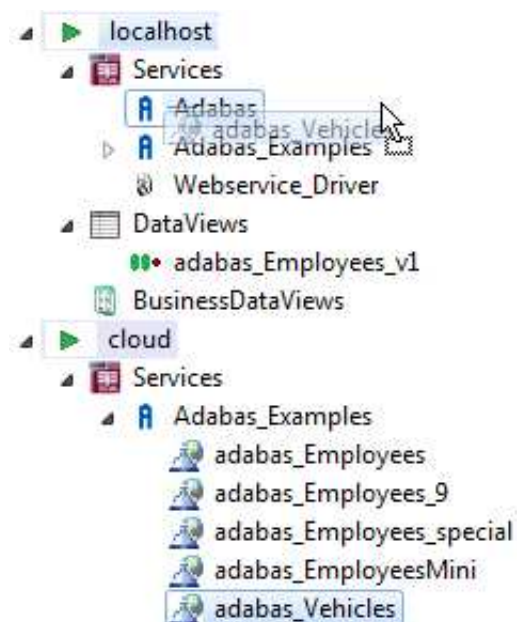 localhost
Services
Adabas
adabas_Vehicles
Adabas_Examples
Webservice_Driver
DataViews
adabas_Employees_v1
BusinessDataViews
cloud
Services
Adabas_Examples
adabas_Employees
adabas_Employees_9
adabas_Employees_special
adabas_EmployeesMini
adabas_Vehicles